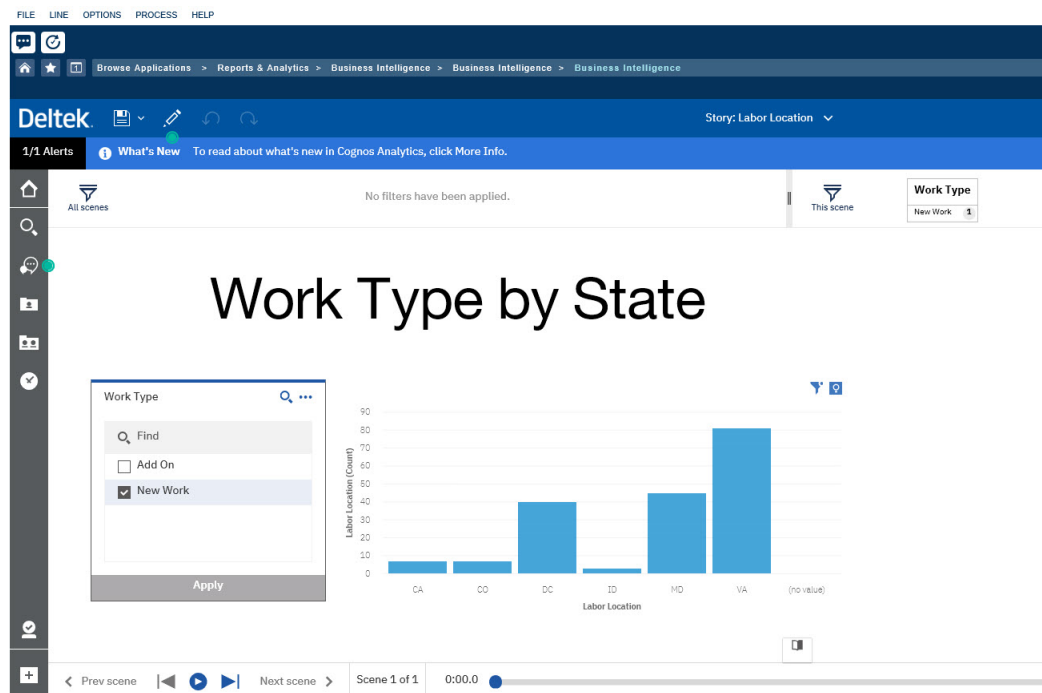 FILE LINE OPTIONS PROCESS HELP
1
Browse Applications > Reports & Analytics > Business Intelligence > Business Intelligence > Business Intelligence
Deltek.
Story: Labor Location
1/1 Alerts
What's New To read about what's new in Cognos Analytics, click More Info.
All scenes
No filters have been applied.
This scene
Work Type
New Work 1
Work Type by State
Work Type
Find
Add On
New Work
Apply
90
80
70
60
50
40
30
20
10
0
Labor Location (Count)
CA CO DC ID MD VA (no value)
Labor Location
Prev scene Next scene Scene 1 of 1 0:00.0